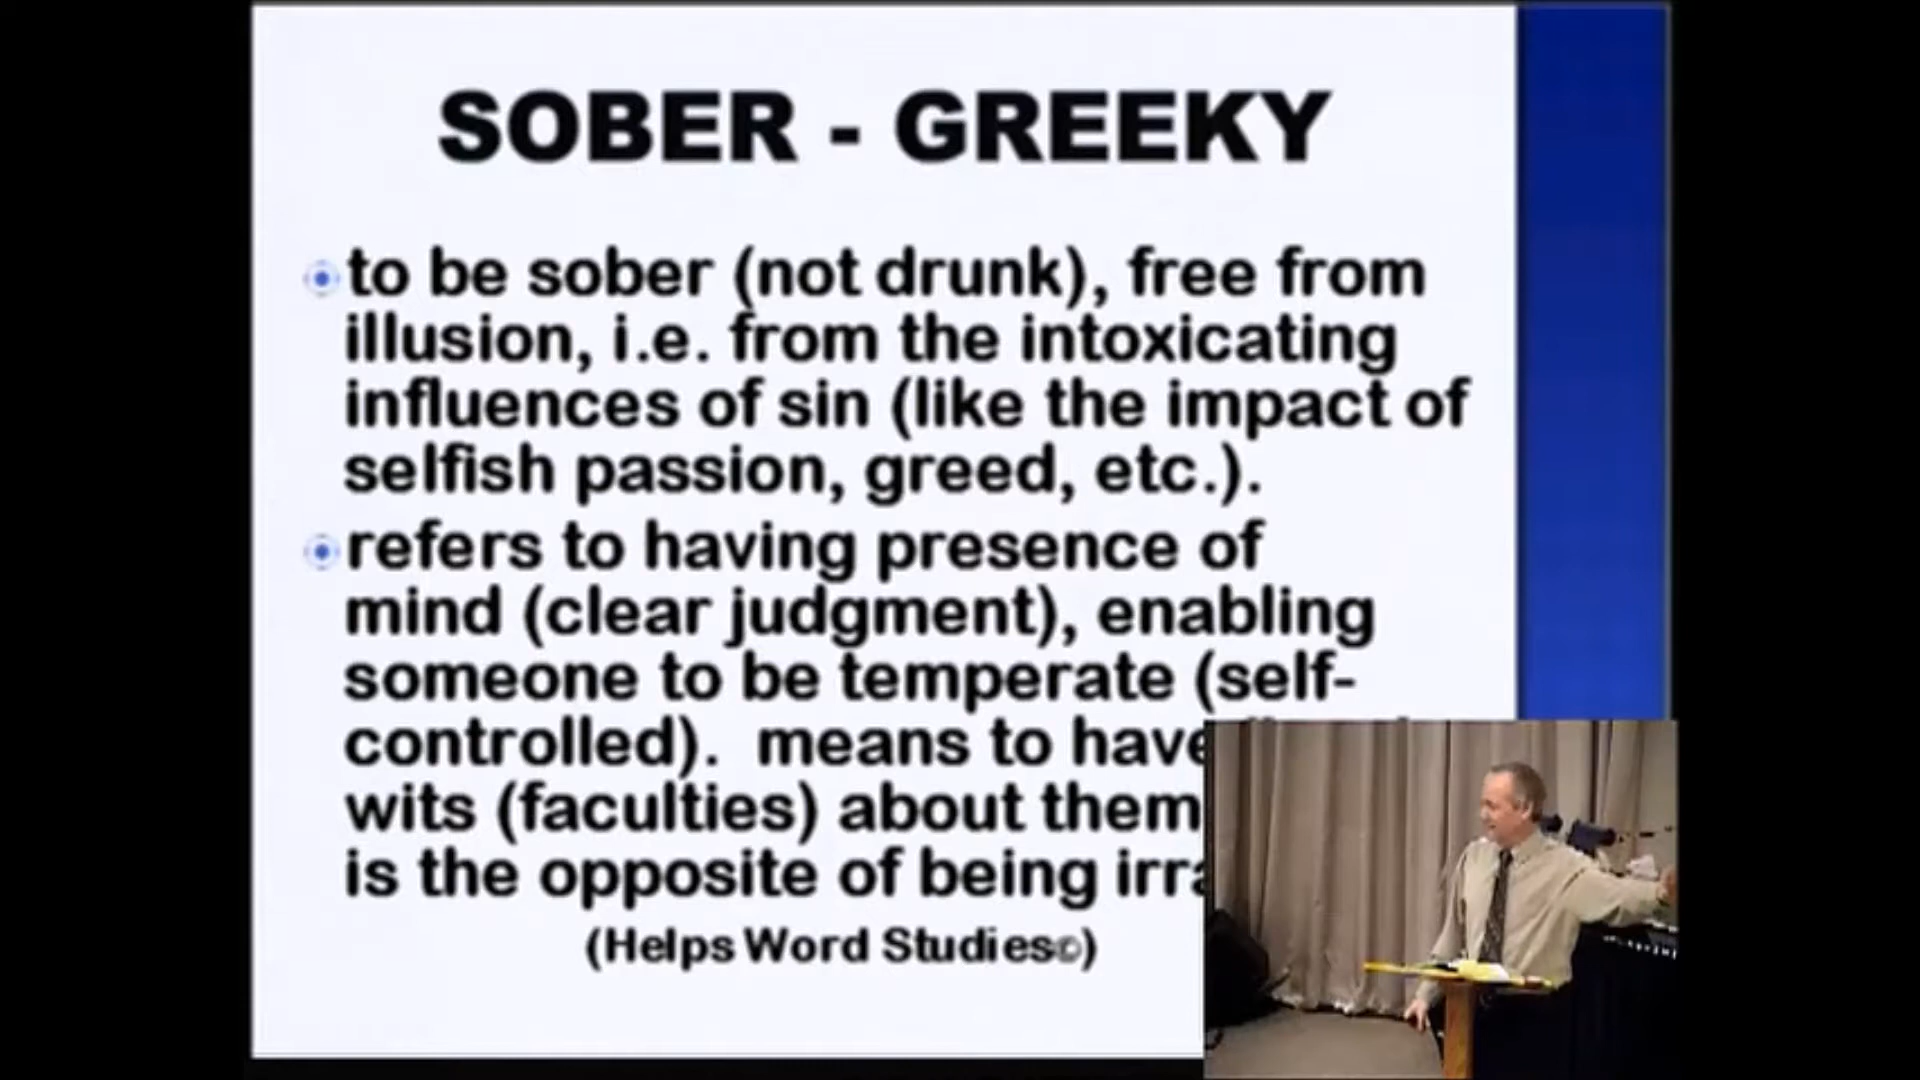 SOBER - GREEKY
to be sober (not drunk), free from
illusion, i.e. from the intoxicating
influences of sin (like the impact of
selfish passion, greed, etc.).
refers to having presence of
mind (clear judgment), enabling
someone to be temperate (self-
controlled).  means to have
wits (faculties) about them
is the opposite of being
(Helps Word Studies©)